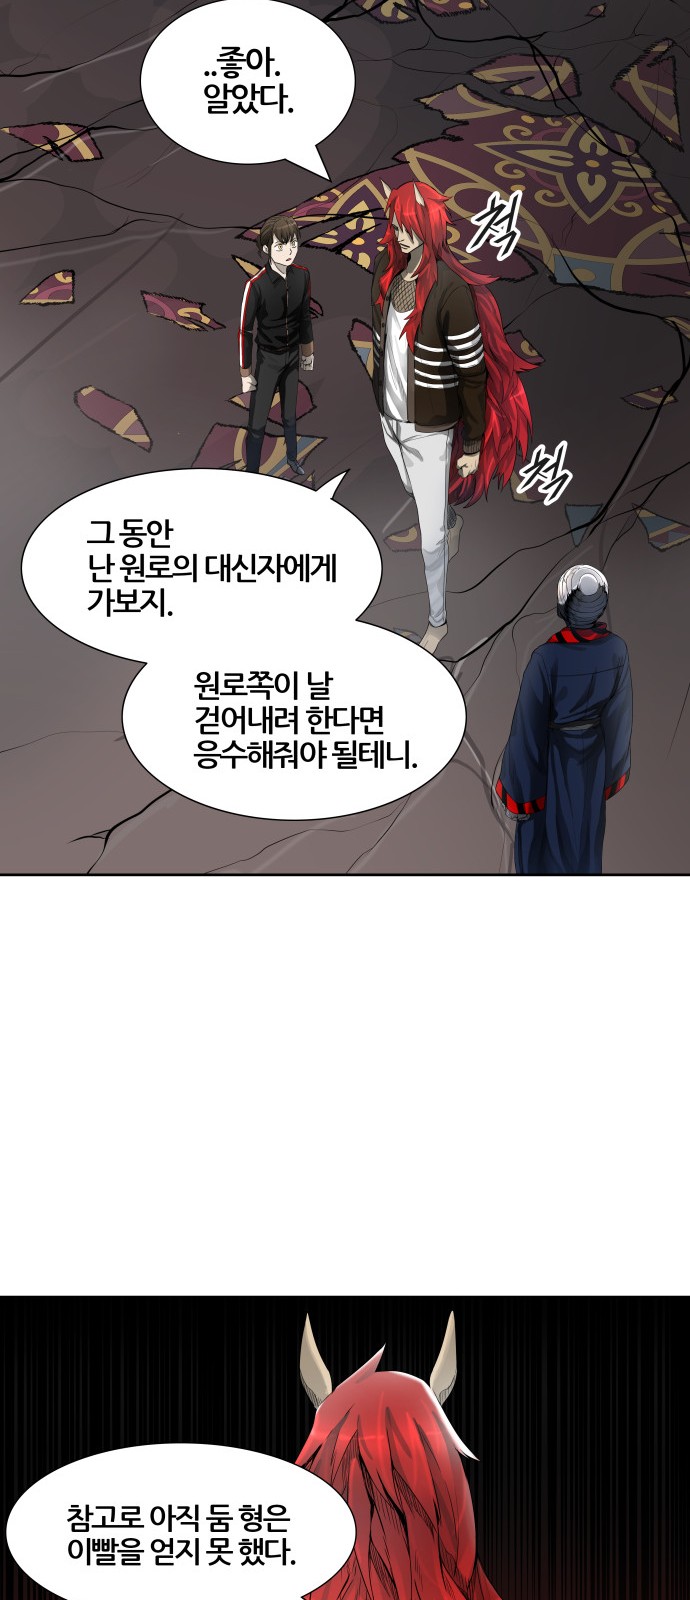 ..좋아.
알았다.
척
척
그 동안
난 원로의 대신자에게
가보지.
원로쪽이 날
걷어내려 한다면
응수해줘야 될테니.
참고로 아직 둠 형은
이빨을 얻지 못 했다.